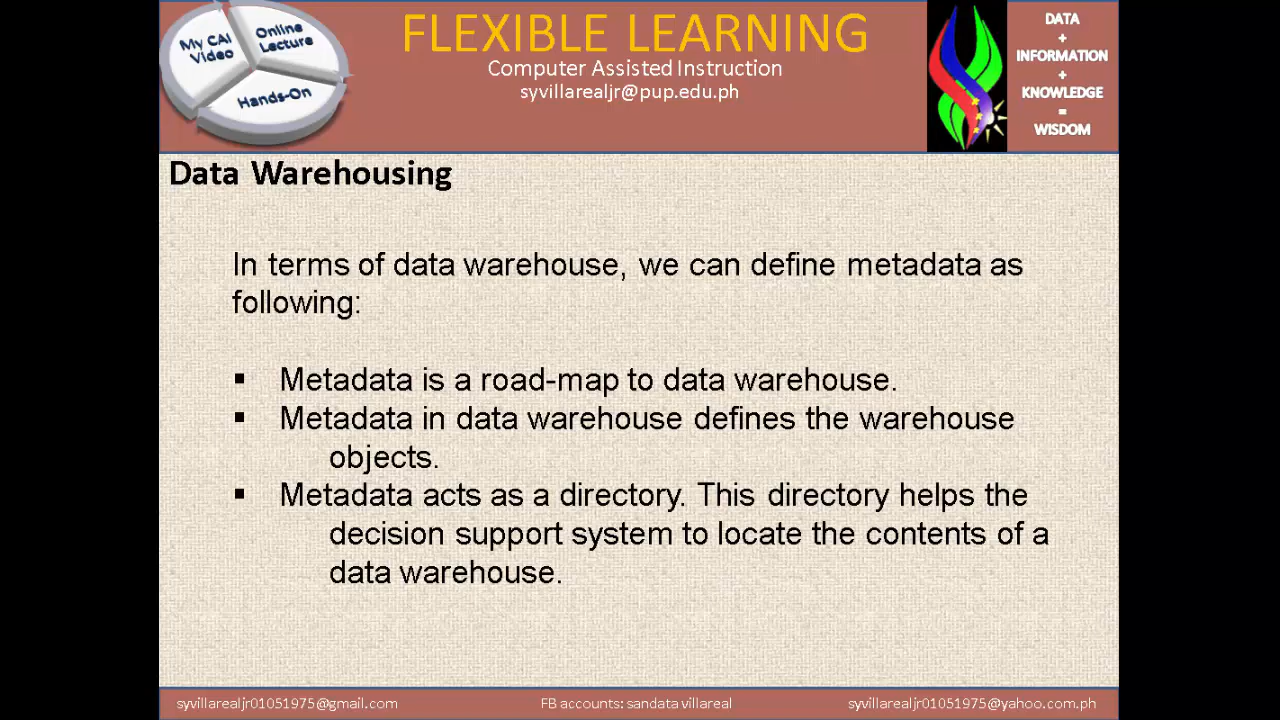 My CAI
Video
Online
Lecture
Hands-On
FLEXIBLE LEARNING
Computer Assisted Instruction
syvillarealjr@pup.edu.ph
DATA
+
INFORMATION
+
KNOWLEDGE
=
WISDOM
Data Warehousing
In terms of data warehouse, we can define metadata as
following:
▪ Metadata is a road-map to data warehouse.
▪ Metadata in data warehouse defines the warehouse
objects.
▪ Metadata acts as a directory. This directory helps the
decision support system to locate the contents of a
data warehouse.
syvillarealjr01051975@gmail.com
FB accounts: sandata villareal
syvillarealjr01051975@yahoo.com.ph